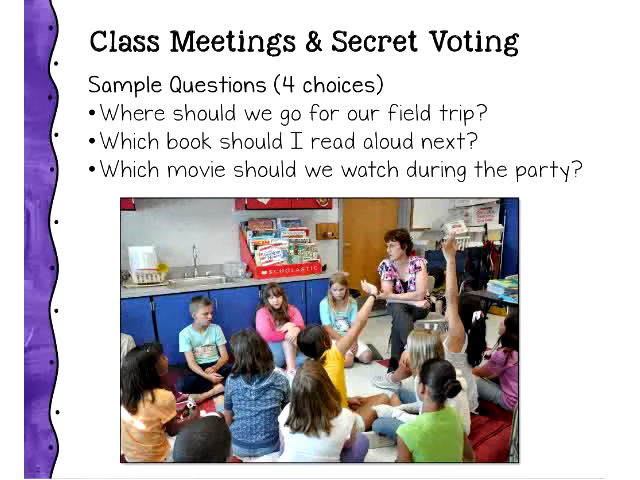 Class Meetings & Secret Voting
Sample Questions (4 choices)
•Where should we go for our field trip?
•Which book should I read aloud next?
•Which movie should we watch during the party?
SCHOLASTIC